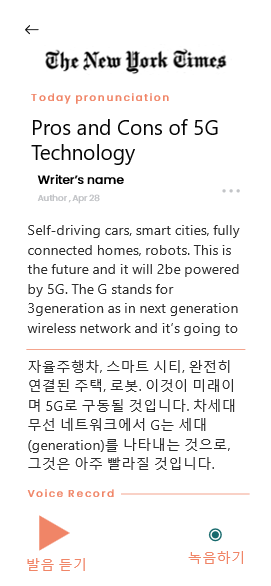 The New York Times
Today pronunciation
Pros and Cons of 5G
Technology
Writer's name
Author , Apr 28
Self-driving cars, smart cities, fully
connected homes, robots. This is
the future and it will 2be powered
by 5G. The G stands for
3generation as in next generation
wireless network and it's going to
자율주행차, 스마트 시티, 완전히
연결된 주택, 로봇. 이것이 미래이
며 5G로 구동될 것입니다. 차세대
무선 네트워크에서 G는 세대
(generation)를 나타내는 것으로,
그것은 아주 빨라질 것입니다.
Voice Record
발음 듣기
녹음하기